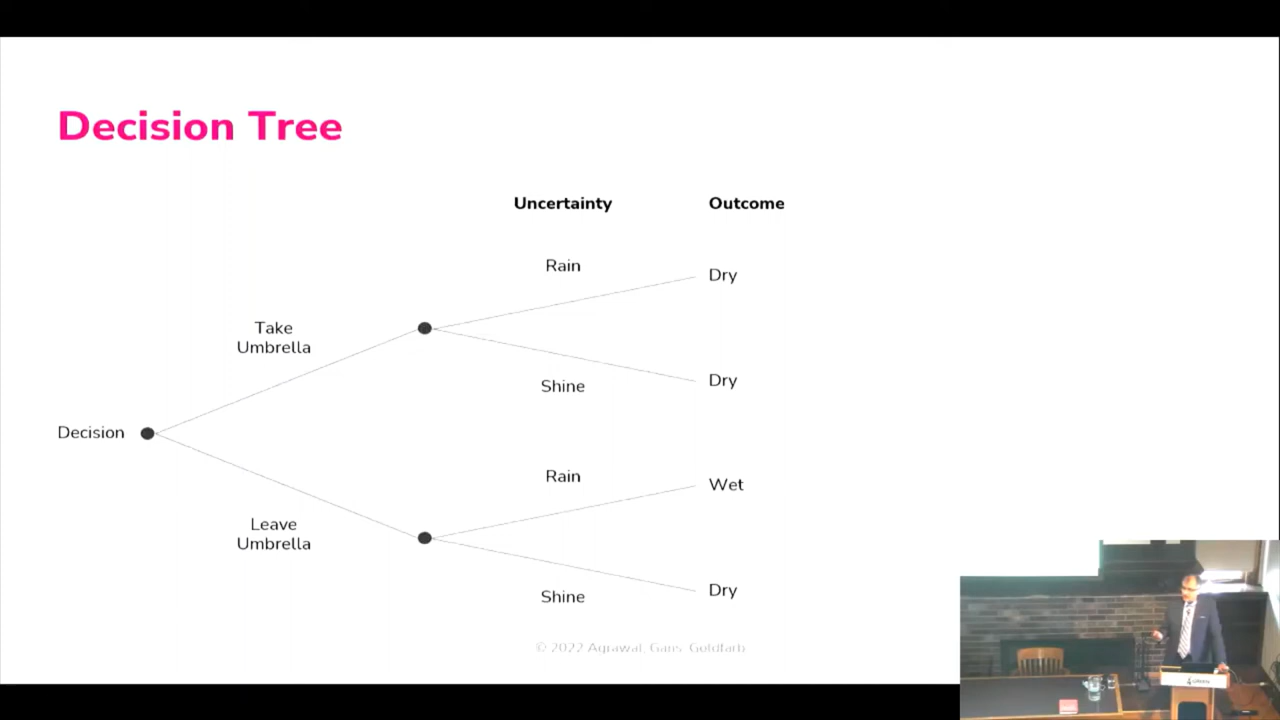 Decision Tree
Uncertainty
Outcome
Rain
Dry
Take
Umbrella
Shine
Dry
Decision
Rain
Wet
Leave
Umbrella
Shine
Dry
© 2022 Agrawal, Gans, Goldfarb